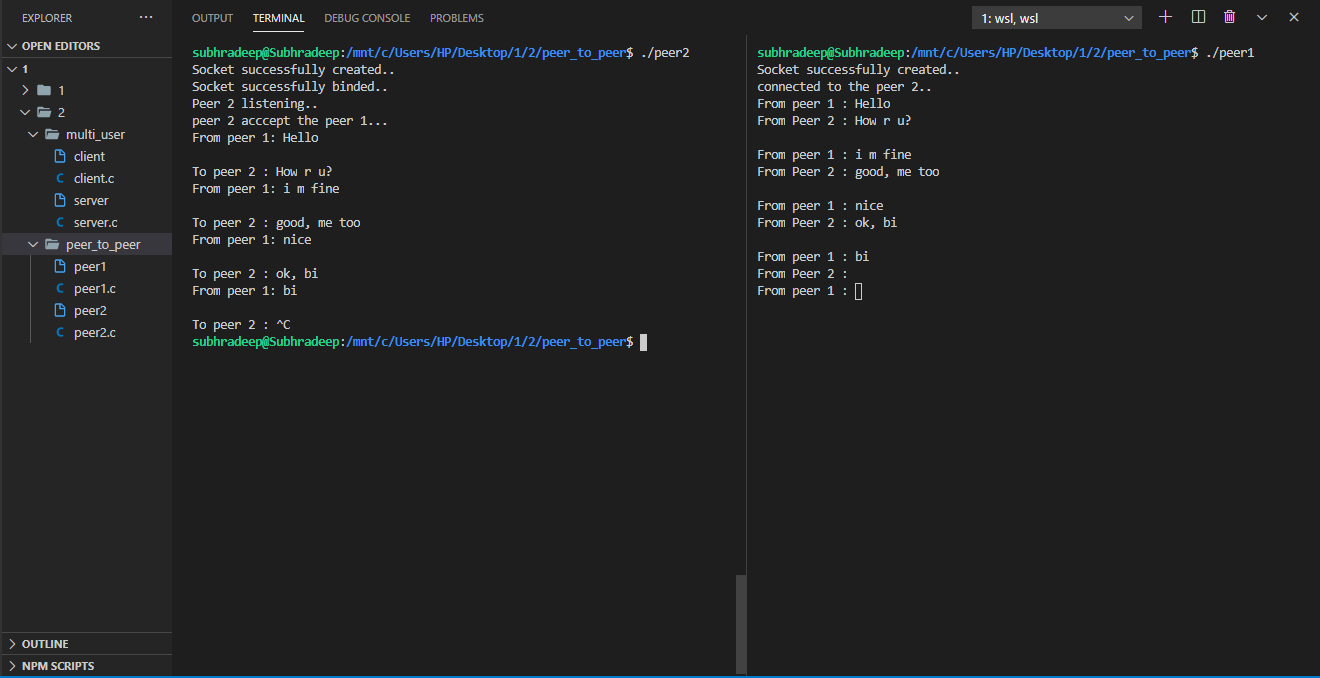 EXPLORER
OPEN EDITORS
1
1
2
multi_user
client
client.c
server
server.c
peer_to_peer
peer1
peer1.c
peer2
peer2.c
OUTLINE
NPM SCRIPTS
OUTPUT TERMINAL DEBUG CONSOLE PROBLEMS
1: wsl, wsl
subhradeep@Subhradeep:/mnt/c/Users/HP/Desktop/1/2/peer_to_peer$ ./peer2
Socket successfully created..
Socket successfully binded..
Peer 2 listening..
peer 2 acccept the peer 1...
From peer 1: Hello
To peer 2 : How r u?
From peer 1: i m fine
To peer 2 : good, me too
From peer 1: nice
To peer 2 : ok, bi
From peer 1: bi
To peer 2 : ^C
subhradeep@Subhradeep:/mnt/c/Users/HP/Desktop/1/2/peer_to_peer$
subhradeep@Subhradeep:/mnt/c/Users/HP/Desktop/1/2/peer_to_peer$ ./peer1
Socket successfully created..
connected to the peer 2..
From peer 1 : Hello
From Peer 2 : How r u?
From peer 1 : i m fine
From Peer 2 : good, me too
From peer 1 : nice
From Peer 2 : ok, bi
From peer 1 : bi
From Peer 2 :
From peer 1 :